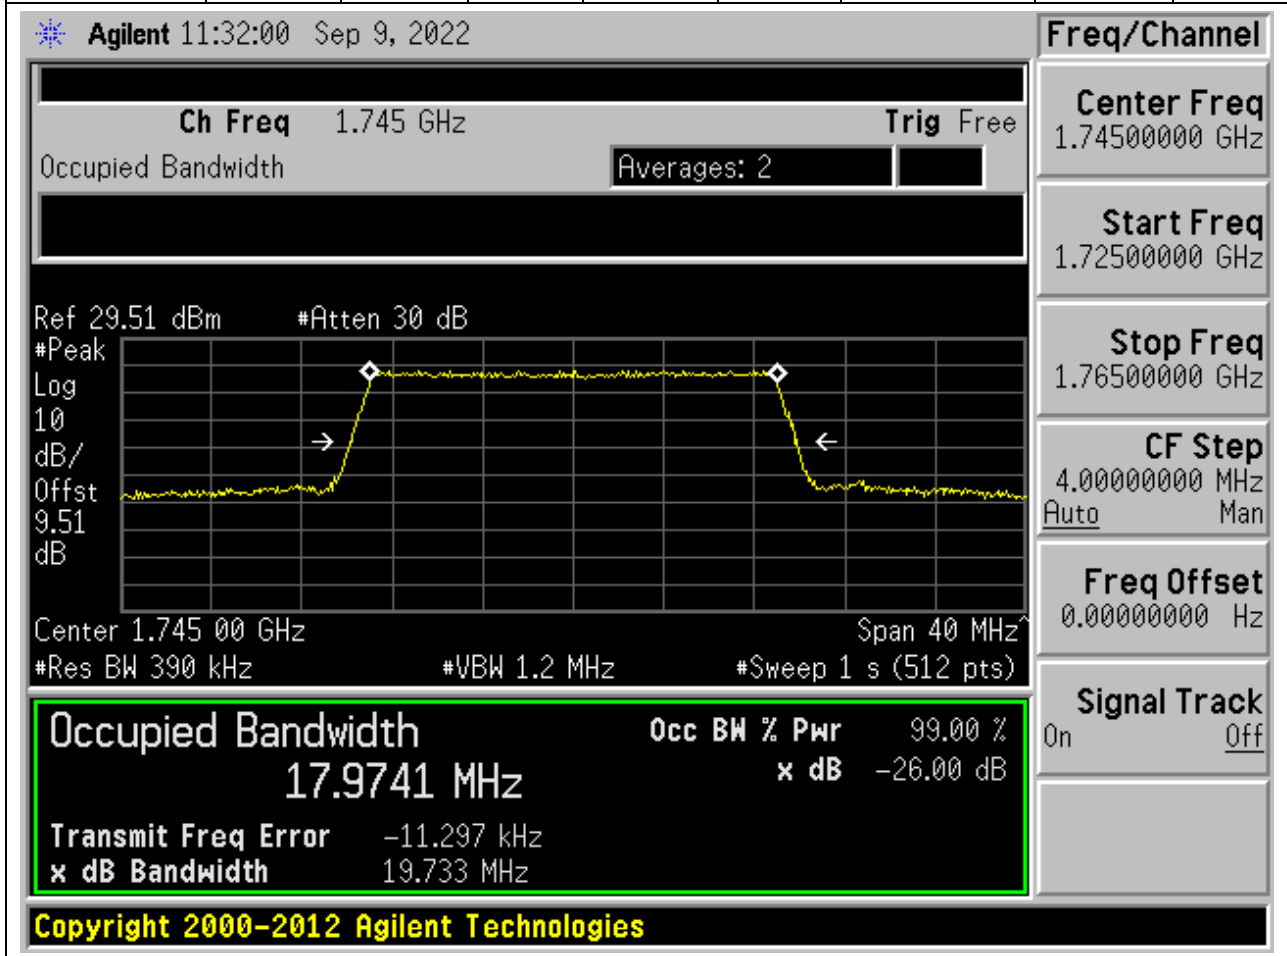 Agilent 11:32:00 Sep 9, 2022
Freq/Channel
Ch Freq 1.745 GHz Trig Free
Occupied Bandwidth Averages: 2
Center Freq
1.74500000 GHz
Start Freq
1.72500000 GHz
Stop Freq
1.76500000 GHz
CF Step
4.00000000 MHz
Auto Man
Freq Offset
0.00000000 Hz
Signal Track
On Off
Ref 29.51 dBm #Atten 30 dB
#Peak
Log
10
dB/
Offst
9.51
dB
Center 1.745 00 GHz Span 40 MHz^
#Res BW 390 kHz #VBW 1.2 MHz #Sweep 1 s (512 pts)
Occupied Bandwidth Occ BW % Pwr 99.00 %
17.9741 MHz x dB -26.00 dB
Transmit Freq Error -11.297 kHz
x dB Bandwidth 19.733 MHz
Copyright 2000-2012 Agilent Technologies